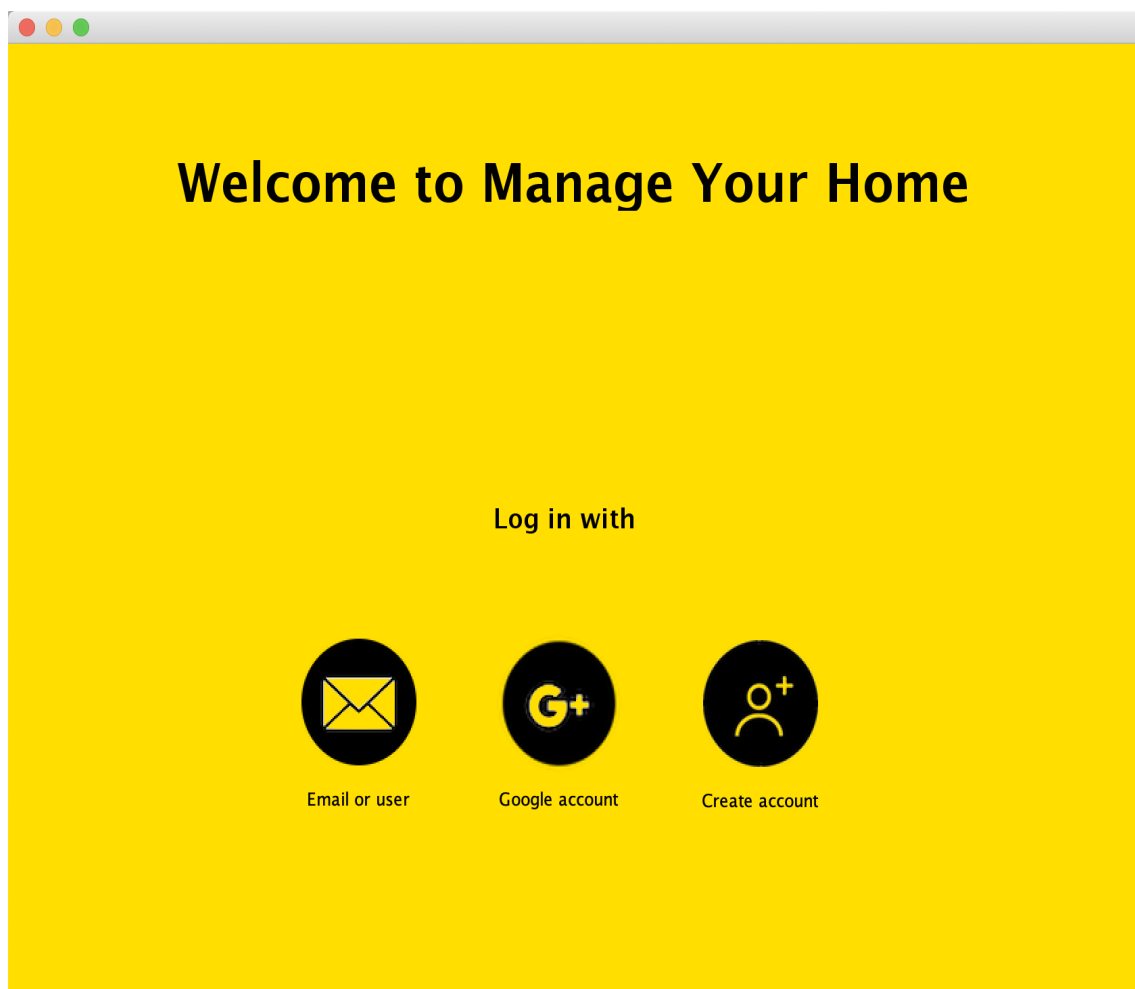 Welcome to Manage Your Home
Log in with
G+
Email or user
Google account
Create account